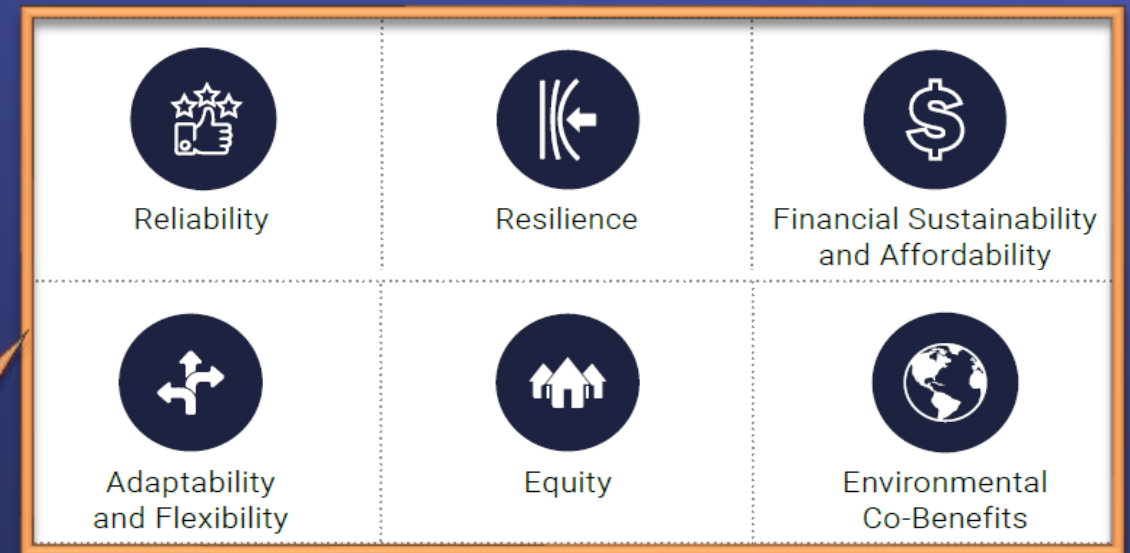 Reliability
Resilience
Financial Sustainability
and Affordability
Adaptability
and Flexibility
Equity
Environmental
Co-Benefits